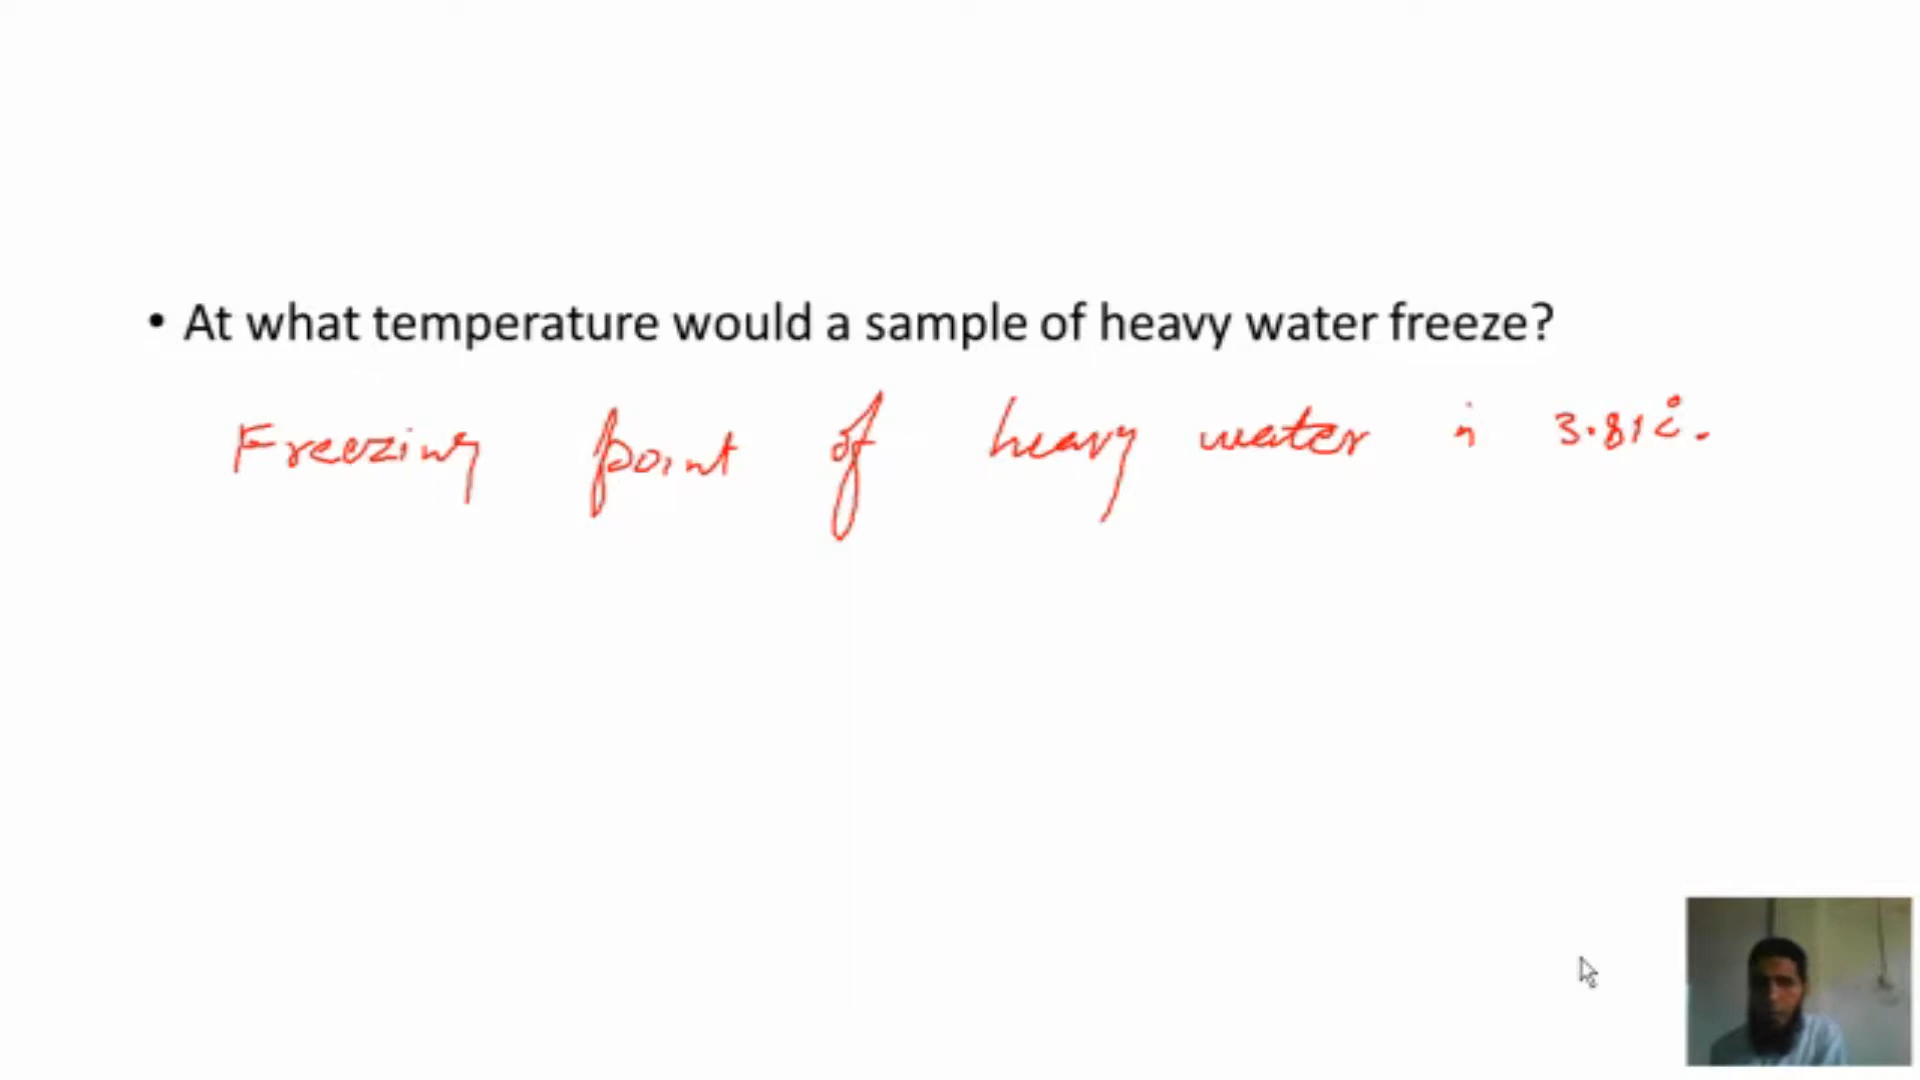 • At what temperature would a sample of heavy water freeze?
Freezing point of heavy water is 3.81°C.